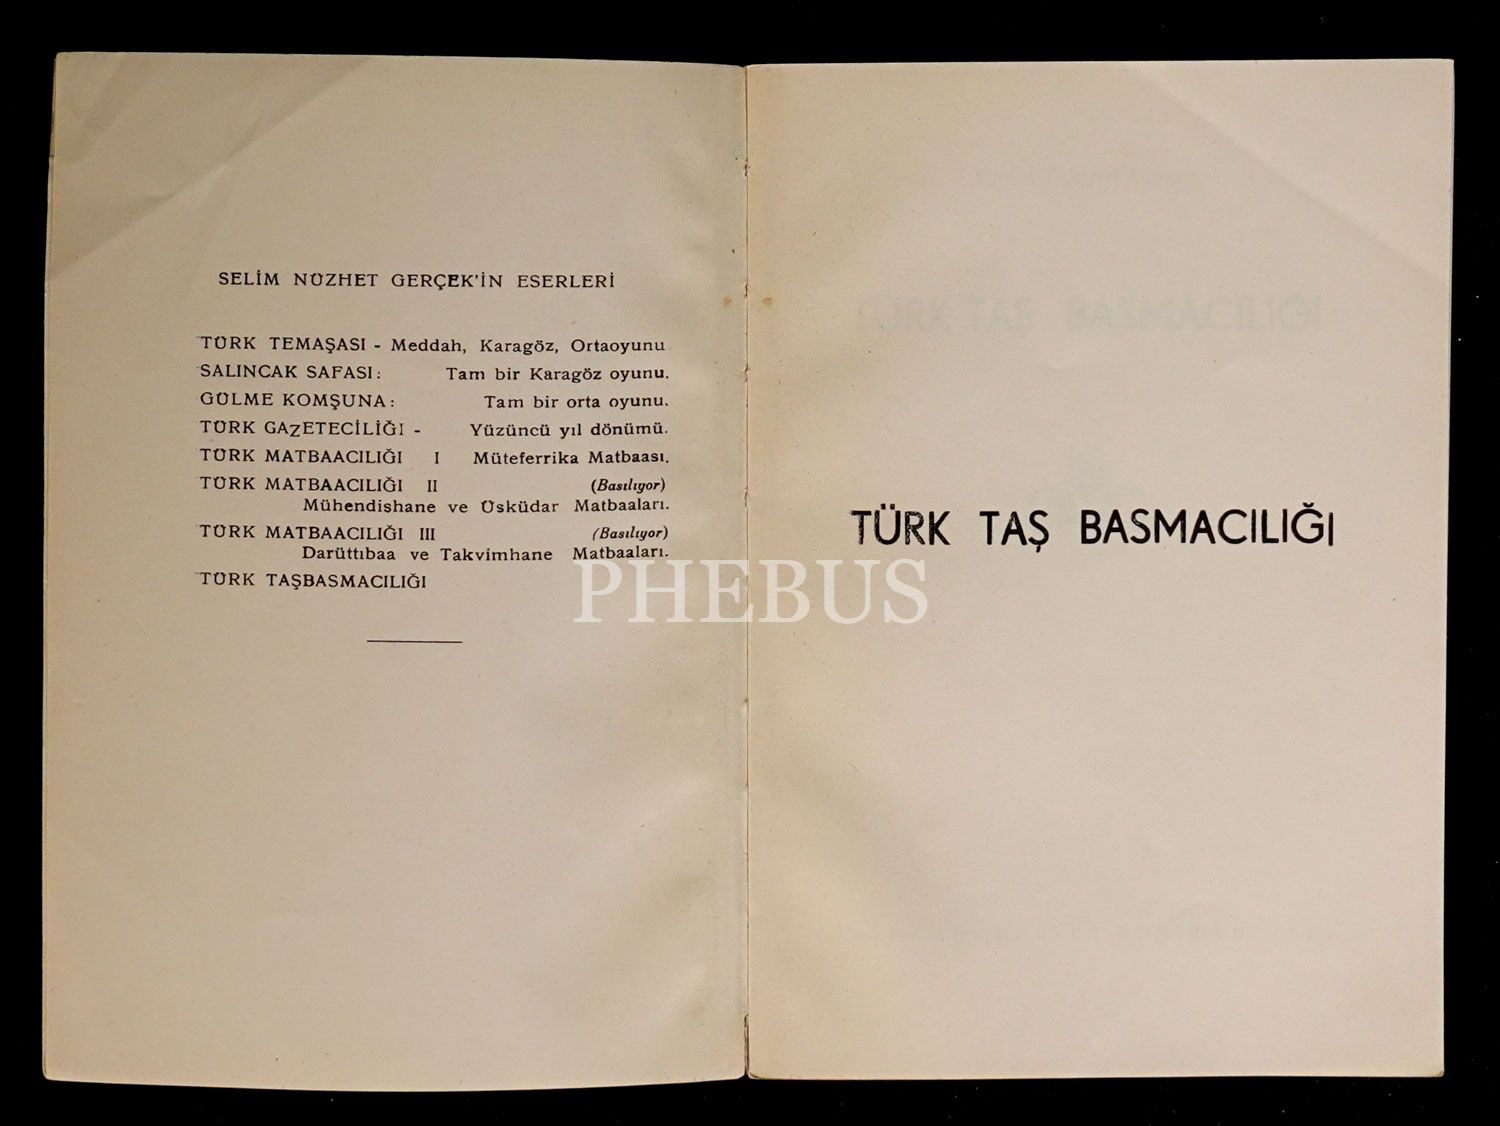 SELİM NÜZHET GERÇEK'İN ESERLERİ
TÜRK TEMAŞASI - Meddah, Karagöz, Ortaoyunu
SALINCAK SAFASI: Tam bir Karagöz oyunu.
GÜLME KOMŞUNA: Tam bir orta oyunu.
TÜRK GAZETECİLİĞI - Yüzüncü yıl dönümü.
TÜRK MATBAACILIĞI I Müteferrika Matbaası.
TÜRK MATBAACILIĞI II (Basılıyor)
Mühendishane ve Üsküdar Matbaaları.
TÜRK MATBAACILIĞI III (Basılıyor)
Darüttıbaa ve Takvimhane Matbaaları.
TÜRK TAŞBASMACILIĞI
TÜRK TAŞ BASMACILIĞI
PHEBUS